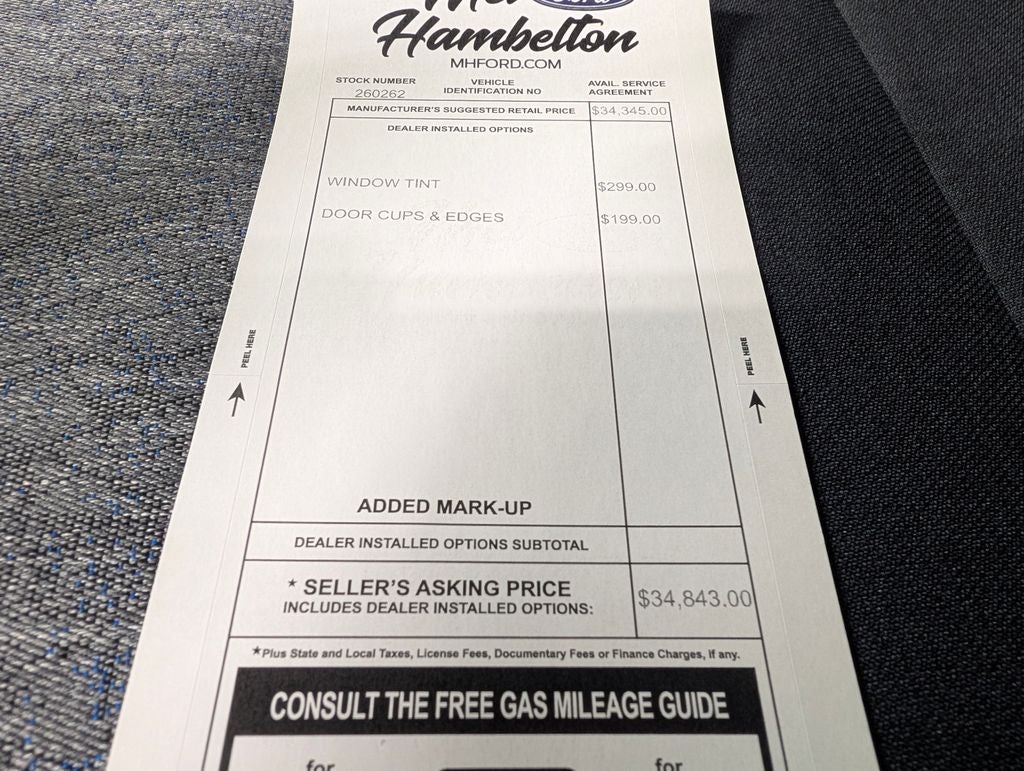 Hambelton
MHFORD.COM
STOCK NUMBER
260262
VEHICLE
IDENTIFICATION NO
AVAIL. SERVICE
AGREEMENT
MANUFACTURER'S SUGGESTED RETAIL PRICE $34,345.00
DEALER INSTALLED OPTIONS
WINDOW TINT $299.00
DOOR CUPS & EDGES $199.00
PEEL HERE
PEEL HERE
ADDED MARK-UP
DEALER INSTALLED OPTIONS SUBTOTAL
* SELLER'S ASKING PRICE
INCLUDES DEALER INSTALLED OPTIONS: $34,843.00
*Plus State and Local Taxes, License Fees, Documentary Fees or Finance Charges, if any.
CONSULT THE FREE GAS MILEAGE GUIDE
for for